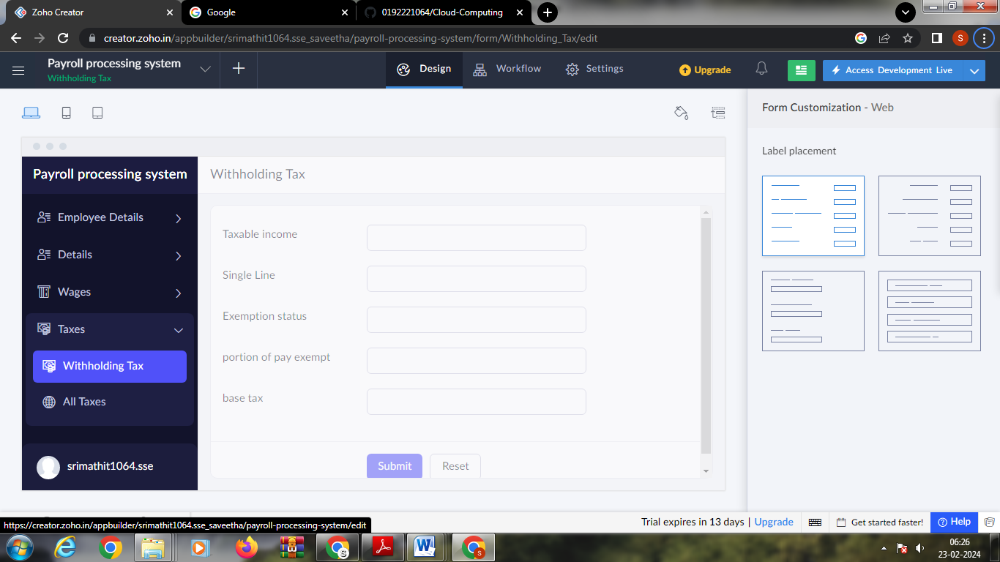 Zoho Creator
Google
0192221064/Cloud-Computing
creator.zoho.in/appbuilder/srimathit1064.sse_saveetha/payroll-processing-system/form/Withholding_Tax/edit
S
Payroll processing system
Withholding Tax
Design
Workflow
Settings
Upgrade
Access Development Live
Form Customization - Web
Label placement
Payroll processing system
Employee Details
Details
Wages
Taxes
Withholding Tax
All Taxes
srimathit1064.sse
Withholding Tax
Taxable income
Single Line
Exemption status
portion of pay exempt
base tax
Submit
Reset
https://creator.zoho.in/appbuilder/srimathit1064.sse_saveetha/payroll-processing-system/edit
Trial expires in 13 days | Upgrade
Get started faster!
Help
06:26
23-02-2024